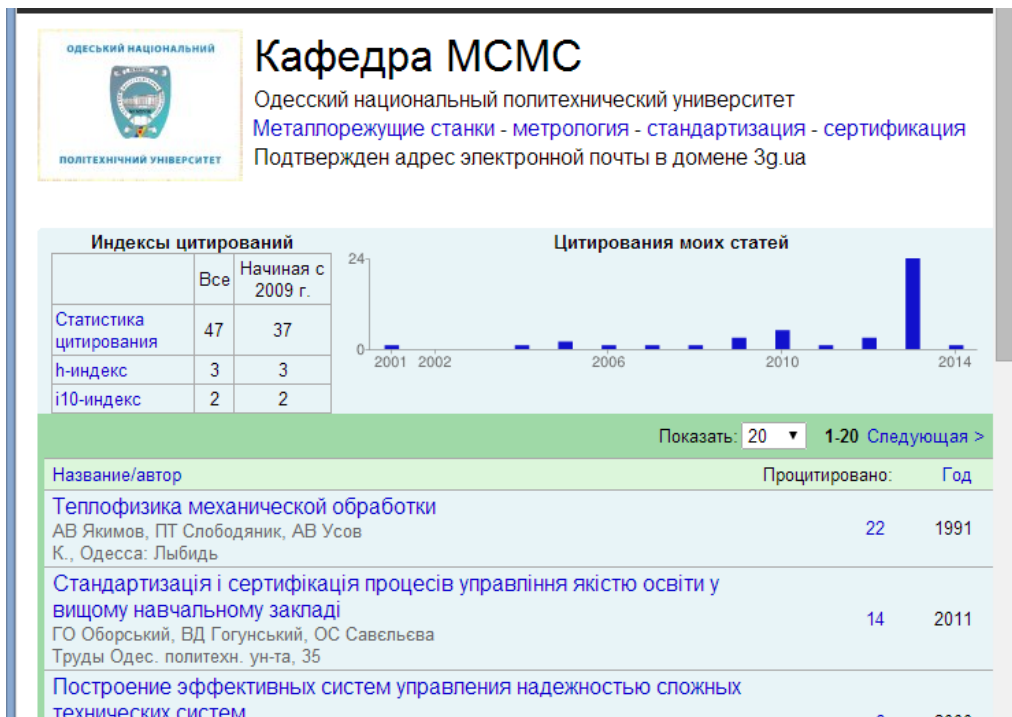 ОДЕСЬКИЙ НАЦІОНАЛЬНИЙ
ПОЛІТЕХНІЧНИЙ УНІВЕРСИТЕТ
Кафедра МСМС
Одесский национальный политехнический университет
Металлорежущие станки - метрология - стандартизация - сертификация
Подтвержден адрес электронной почты в домене 3g.ua
Индексы цитирований
Все Начиная с 2009 г.
Статистика цитирования 47 37
h-индекс 3 3
i10-индекс 2 2
Цитирования моих статей
24
0
2001 2002 2006 2010 2014
Показать: 20 1-20 Следующая >
Название/автор Процитировано: Год
Теплофизика механической обработки
АВ Якимов, ПТ Слободяник, АВ Усов
К., Одесса: Лыбидь
22 1991
Стандартизація і сертифікація процесів управління якістю освіти у
вищому навчальному закладі
ГО Оборський, ВД Гогунський, ОС Савєльєва
Труды Одес. политехн. ун-та, 35
14 2011
Построение эффективных систем управления надежностью сложных
технических систем